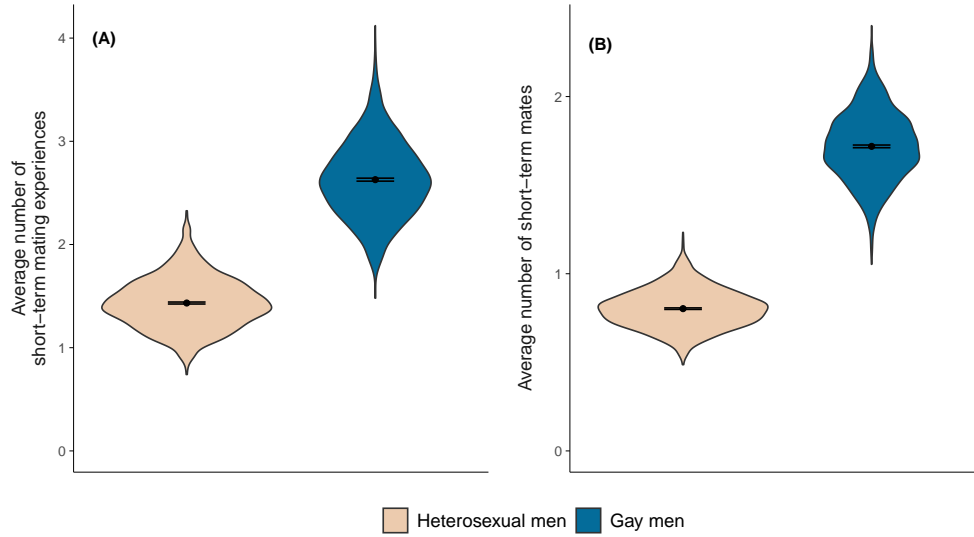 (A)
Average number of
short−term mating experiences
4
3
2
1
0
(B)
Average number of short−term mates
2
1
0
Heterosexual men
Gay men